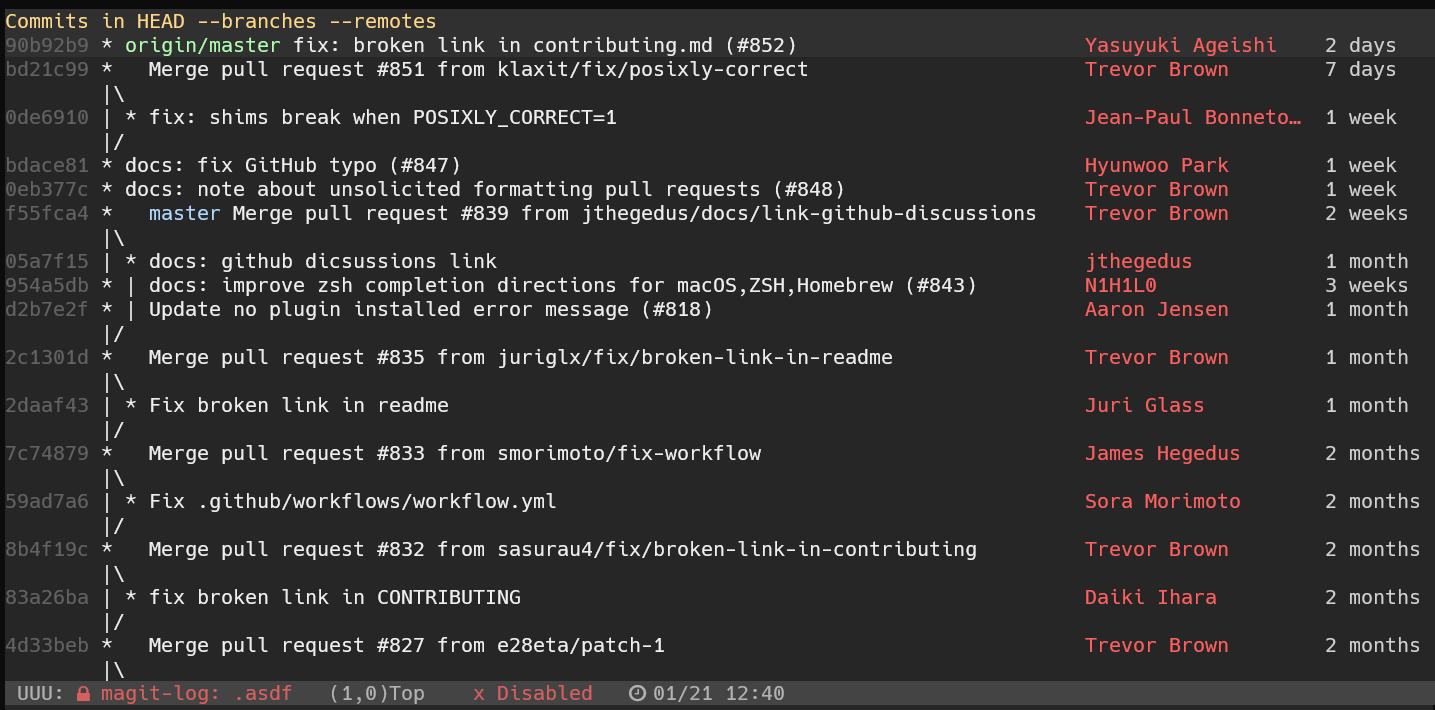 Commits in HEAD --branches --remotes
90b92b9 * origin/master fix: broken link in contributing.md (#852) Yasuyuki Ageishi 2 days
bd21c99 *   Merge pull request #851 from klaxit/fix/posixly-correct Trevor Brown 7 days
|\
0de6910 | * fix: shims break when POSIXLY_CORRECT=1 Jean-Paul Bonneto… 1 week
|/
bdace81 * docs: fix GitHub typo (#847) Hyunwoo Park 1 week
0eb377c * docs: note about unsolicited formatting pull requests (#848) Trevor Brown 1 week
f55fca4 *   master Merge pull request #839 from jthegedus/docs/link-github-discussions Trevor Brown 2 weeks
|\
05a7f15 | * docs: github dicsussions link jthegedus 1 month
954a5db * | docs: improve zsh completion directions for macOS,ZSH,Homebrew (#843) N1H1L0 3 weeks
d2b7e2f * | Update no plugin installed error message (#818) Aaron Jensen 1 month
|/
2c1301d *   Merge pull request #835 from juriglx/fix/broken-link-in-readme Trevor Brown 1 month
|\
2daaf43 | * Fix broken link in readme Juri Glass 1 month
|/
7c74879 *   Merge pull request #833 from smorimoto/fix-workflow James Hegedus 2 months
|\
59ad7a6 | * Fix .github/workflows/workflow.yml Sora Morimoto 2 months
|/
8b4f19c *   Merge pull request #832 from sasurau4/fix/broken-link-in-contributing Trevor Brown 2 months
|\
83a26ba | * fix broken link in CONTRIBUTING Daiki Ihara 2 months
|/
4d33beb *   Merge pull request #827 from e28eta/patch-1 Trevor Brown 2 months
|\
UUU: magit-log: .asdf (1,0)Top x Disabled 01/21 12:40